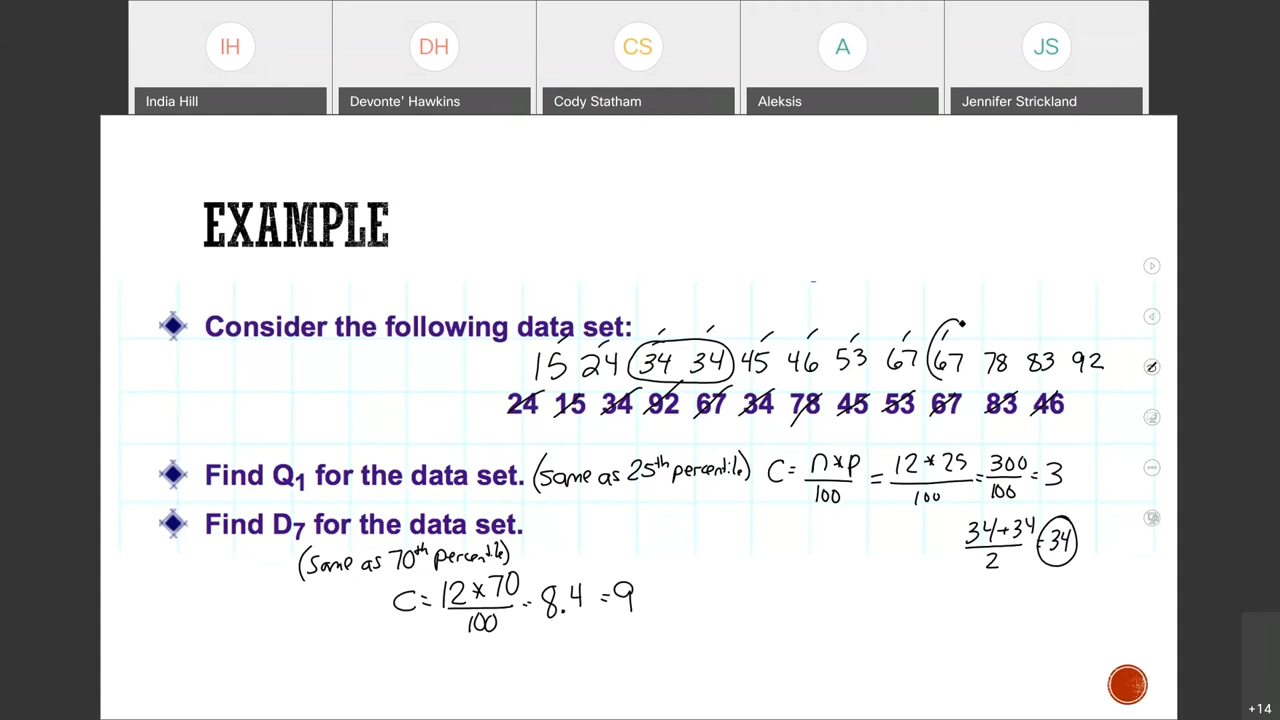 IH DH CS A JS
India Hill Devonte' Hawkins Cody Statham Aleksis Jennifer Strickland
EXAMPLE
Consider the following data set:
15 24 34 34 45 46 53 67 67 78 83 92
24 15 34 92 67 34 78 45 53 67 83 46
Find Q1 for the data set. (Same as 25th percentile) C = n*p/100 = 12*25/100 = 300/100 = 3
Find D7 for the data set.
34+34/2 = 34
(Same as 70th percentile)
C = 12*70/100 = 8.4 = 9
+14